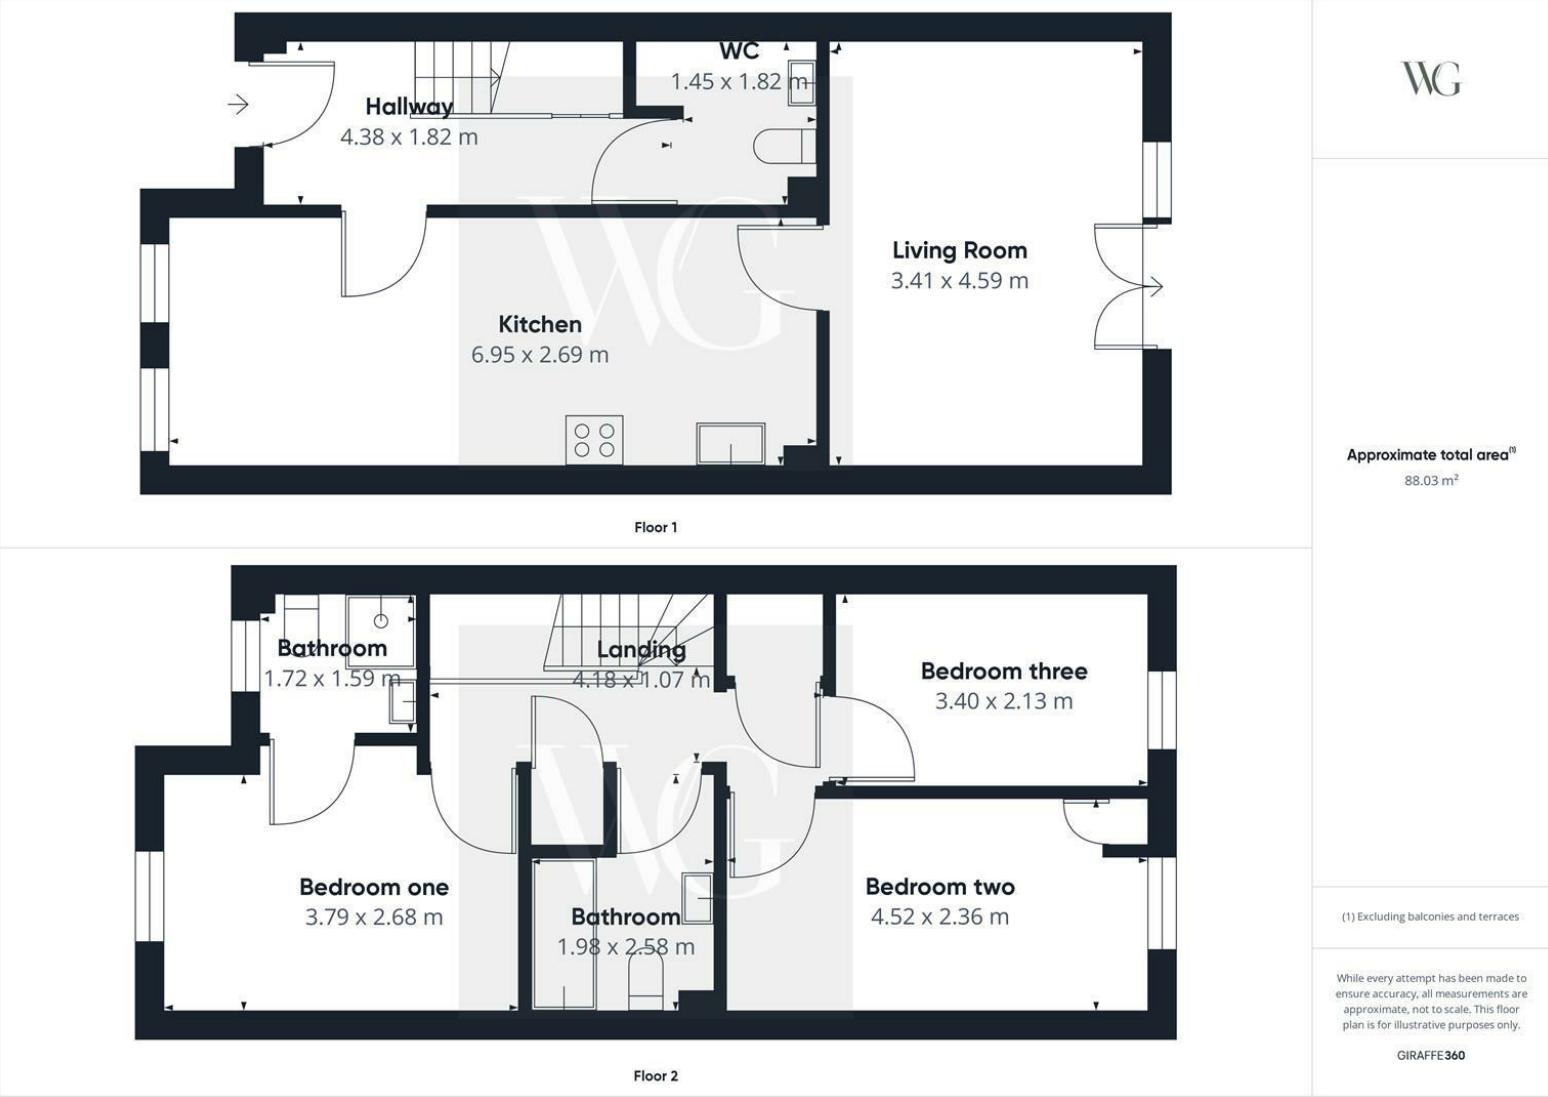 WC
1.45 x 1.82 m
Hallway
4.38 x 1.82 m
Living Room
3.41 x 4.59 m
Kitchen
6.95 x 2.69 m
Floor 1
WG
WG
Approximate total area(1)
88.03 m²
Bathroom
1.72 x 1.59 m
Landing
4.18 x 1.07 m
Bedroom three
3.40 x 2.13 m
Bedroom one
3.79 x 2.68 m
Bathroom
1.98 x 2.58 m
Bedroom two
4.52 x 2.36 m
WG
Floor 2
(1) Excluding balconies and terraces
While every attempt has been made to
ensure accuracy, all measurements are
approximate, not to scale. This floor
plan is for illustrative purposes only.
GIRAFFE360